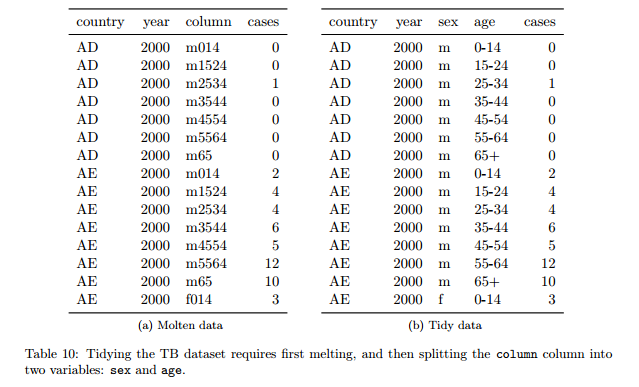 country year column cases country year sex age cases
AD 2000 m014 0 AD 2000 m 0-14 0
AD 2000 m1524 0 AD 2000 m 15-24 0
AD 2000 m2534 1 AD 2000 m 25-34 1
AD 2000 m3544 0 AD 2000 m 35-44 0
AD 2000 m4554 0 AD 2000 m 45-54 0
AD 2000 m5564 0 AD 2000 m 55-64 0
AD 2000 m65 0 AD 2000 m 65+ 0
AE 2000 m014 2 AE 2000 m 0-14 2
AE 2000 m1524 4 AE 2000 m 15-24 4
AE 2000 m2534 4 AE 2000 m 25-34 4
AE 2000 m3544 6 AE 2000 m 35-44 6
AE 2000 m4554 5 AE 2000 m 45-54 5
AE 2000 m5564 12 AE 2000 m 55-64 12
AE 2000 m65 10 AE 2000 m 65+ 10
AE 2000 f014 3 AE 2000 f 0-14 3
(a) Molten data (b) Tidy data
Table 10: Tidying the TB dataset requires first melting, and then splitting the column column into
two variables: sex and age.